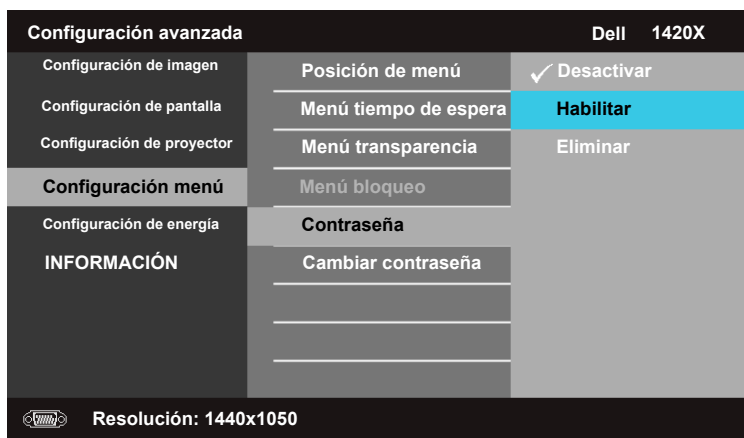 Configuración avanzada
Dell 1420X
Configuración de imagen
Configuración de pantalla
Configuración de proyector
Configuración menú
Configuración de energía
INFORMACIÓN
Posición de menú
Menú tiempo de espera
Menú transparencia
Menú bloqueo
Contraseña
Cambiar contraseña
Desactivar
Habilitar
Eliminar
Resolución: 1440x1050